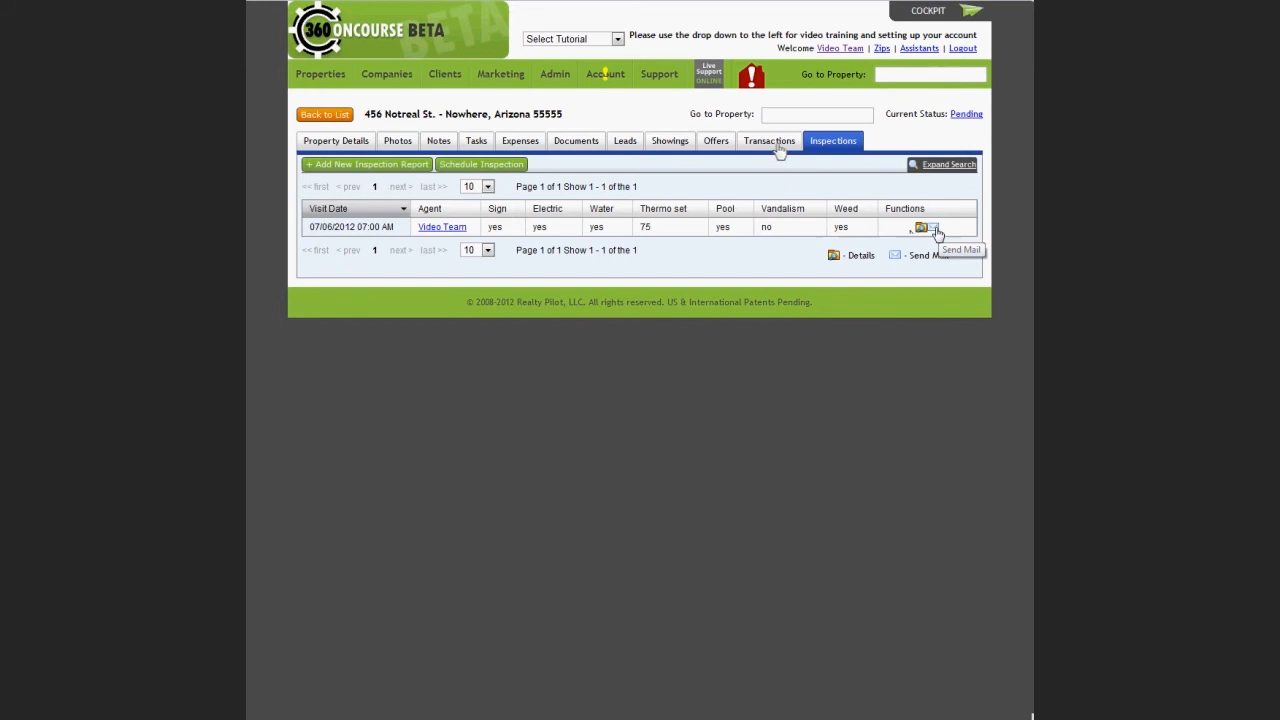 COCKPIT
360 ONCOURSE BETA
BETA
Select Tutorial
Please use the drop down to the left for video training and setting up your account
Welcome Video Team | Zips | Assistants | Logout
Properties Companies Clients Marketing Admin Account Support Live Support ONLINE Go to Property:
Back to List 456 Notreal St. - Nowhere, Arizona 55555 Go to Property: Current Status: Pending
Property Details Photos Notes Tasks Expenses Documents Leads Showings Offers Transactions Inspections
+ Add New Inspection Report Schedule Inspection Expand Search
<< first < prev 1 next > last >> 10 Page 1 of 1 Show 1 - 1 of the 1
Visit Date Agent Sign Electric Water Thermo set Pool Vandalism Weed Functions
07/06/2012 07:00 AM Video Team yes yes yes 75 yes no yes
Send Mail
<< first < prev 1 next > last >> 10 Page 1 of 1 Show 1 - 1 of the 1
- Details - Send
© 2008-2012 Realty Pilot, LLC. All rights reserved. US & International Patents Pending.